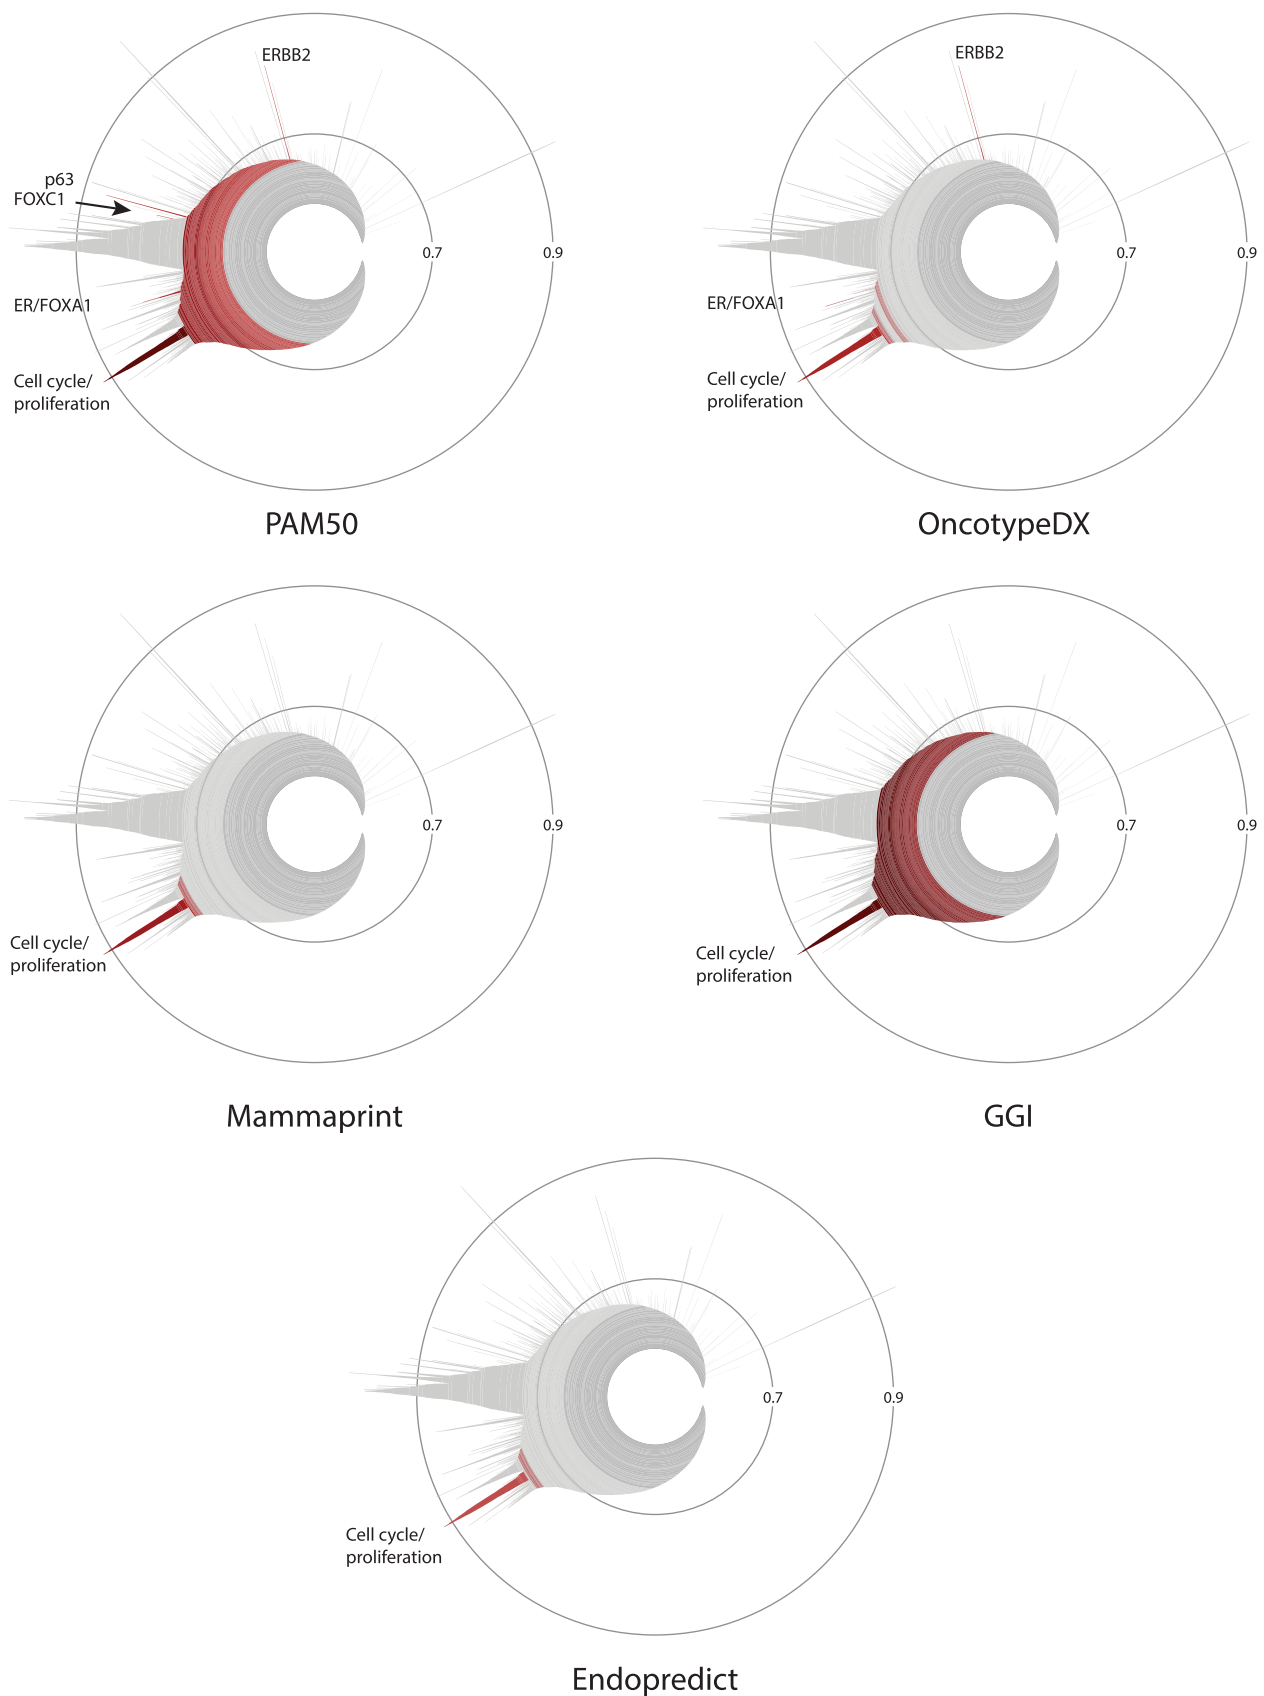 ERBB2
p63
FOXC1
0.7
0.9
ER/FOXA1
Cell cycle/
proliferation
PAM50
ERBB2
0.7
0.9
ER/FOXA1
Cell cycle/
proliferation
OncotypeDX
0.7
0.9
Cell cycle/
proliferation
Mammaprint
0.7
0.9
Cell cycle/
proliferation
GGI
0.7
0.9
Cell cycle/
proliferation
Endopredict